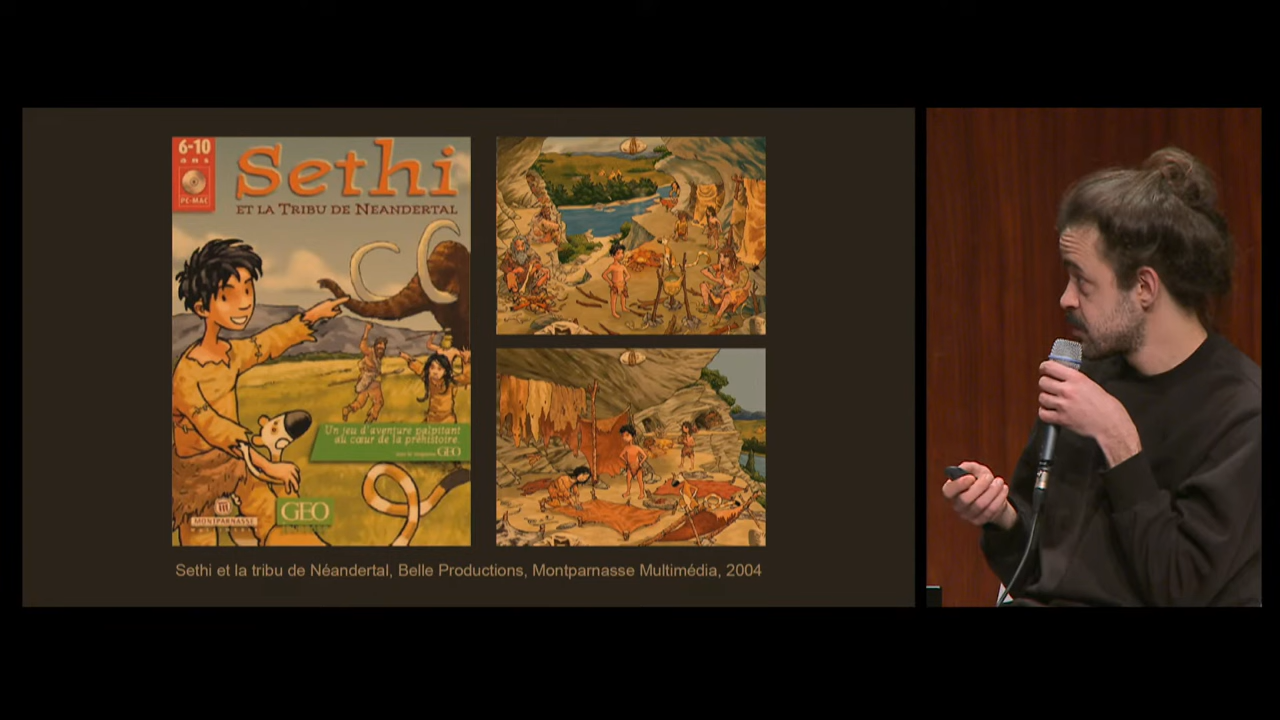 6-10
ans
PC-MAC
Sethi
ET LA TRIBU DE NEANDERTAL
Un jeu d'aventure palpitant
au cœur de la préhistoire.
GEO
MONTPARNASSE
GEO
Sethi et la tribu de Néandertal, Belle Productions, Montparnasse Multimédia, 2004